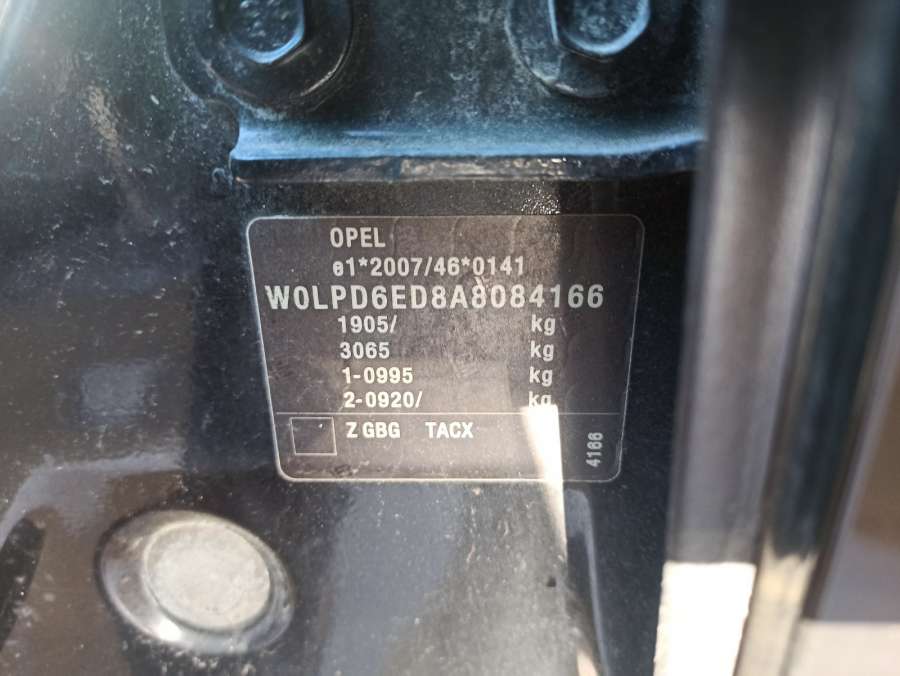 OPEL
e1*2007/46*0141
W0LPD6ED8A8084166
1905/ kg
3065 kg
1-0995 kg
2-0920/ kg
Z GBG TACX
4166